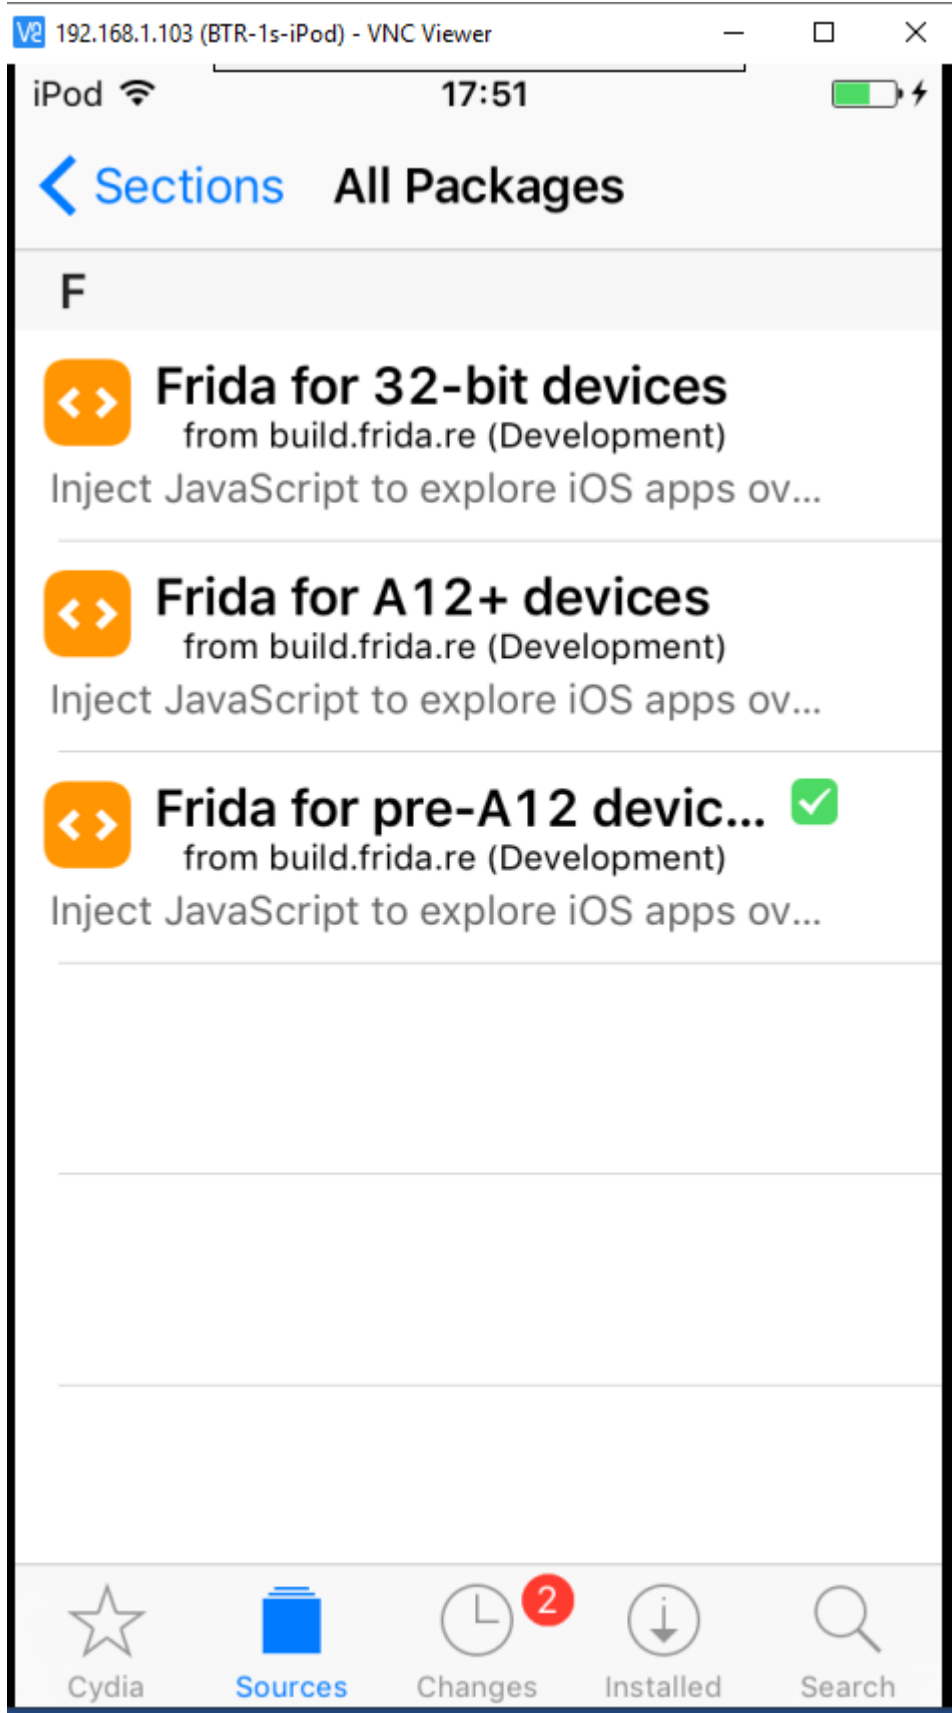 192.168.1.103 (BTR-1s-iPod) - VNC Viewer
iPod 17:51
Sections All Packages
F
Frida for 32-bit devices
from build.frida.re (Development)
Inject JavaScript to explore iOS apps ov...
Frida for A12+ devices
from build.frida.re (Development)
Inject JavaScript to explore iOS apps ov...
Frida for pre-A12 devic...
from build.frida.re (Development)
Inject JavaScript to explore iOS apps ov...
2
Cydia Sources Changes Installed Search